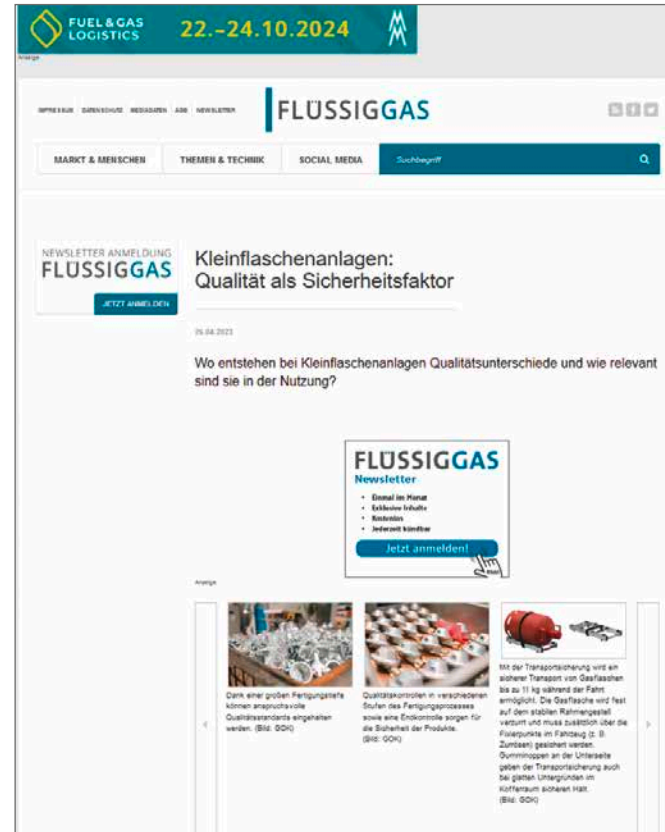 FUEL&GAS
LOGISTICS
22.–24.10.2024
Anzeige
IMPRESSUM DATENSCHUTZ MEDIADATEN AGB NEWSLETTER
FLÜSSIGGAS
MARKT & MENSCHEN THEMEN & TECHNIK SOCIAL MEDIA Suchbegriff
NEWSLETTER ANMELDUNG
FLÜSSIGGAS
JETZT ANMELDEN
Kleinflaschenanlagen:
Qualität als Sicherheitsfaktor
Wo entstehen bei Kleinflaschenanlagen Qualitätsunterschiede und wie relevant
sind sie in der Nutzung?
FLÜSSIGGAS
Newsletter
• Einmal im Monat
• Exklusive Inhalte
• Kostenlos
• Jederzeit kündbar
Jetzt anmelden!
Anzeige
Dank einer großen Fertigungstiefe
können anspruchsvolle
Qualitätsstandards eingehalten
werden. (Bild: GOK)
Qualitätskontrollen in verschiedenen
Stufen des Fertigungsprozesses
sowie eine Endkontrolle sorgen für
die Sicherheit der Produkte.
(Bild: GOK)
Mit der Transportsicherung wird ein
sicherer Transport von Gasflaschen
bis zu 11 kg während der Fahrt
ermöglicht. Die Gasflasche wird fest
auf dem stabilen Rahmengestell
verzurrt und muss zusätzlich über die
Fixierpunkte im Fahrzeug (z. B.
Zurrösen) gesichert werden.
Gumminoppen an der Unterseite
geben der Transportsicherung auch
bei glatten Untergründen im
Kofferraum sicheren Halt.
(Bild: GOK)